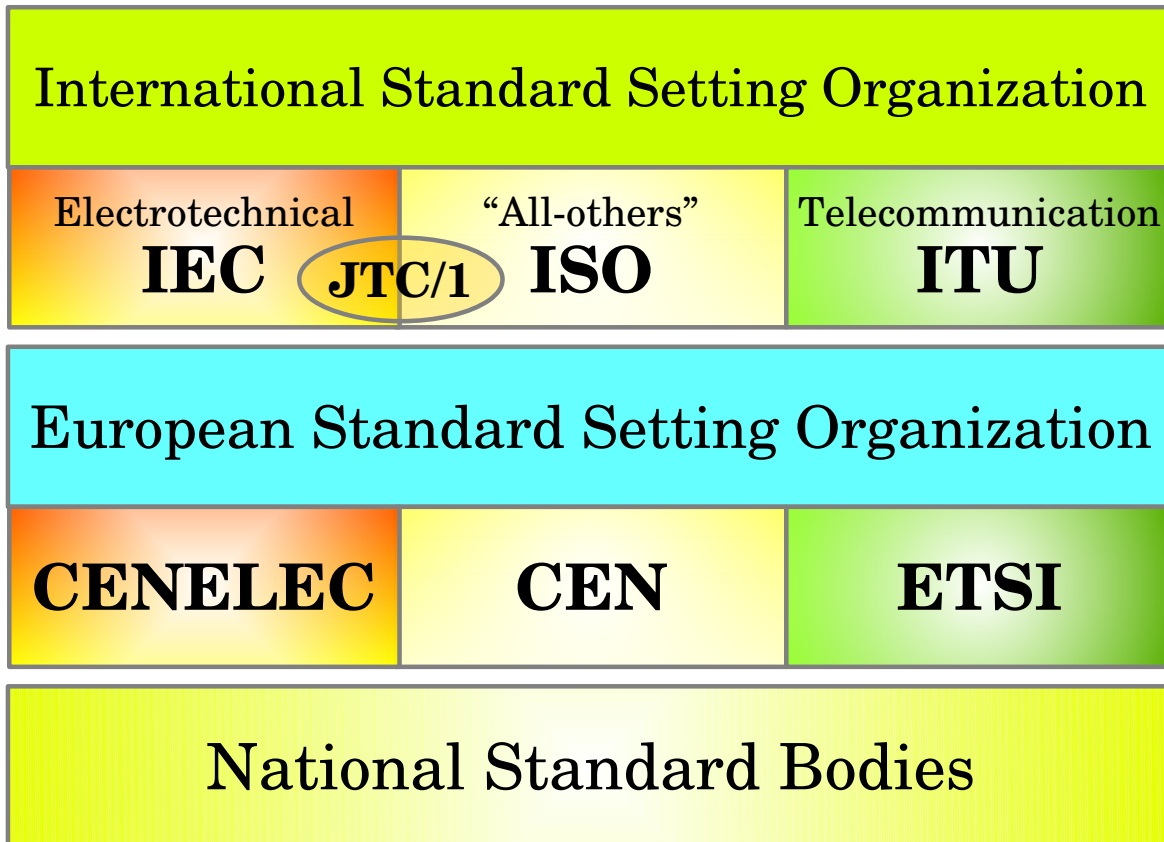 International Standard Setting Organization
Electrotechnical
IEC
JTC/1
“All-others”
ISO
Telecommunication
ITU
European Standard Setting Organization
CENELEC
CEN
ETSI
National Standard Bodies